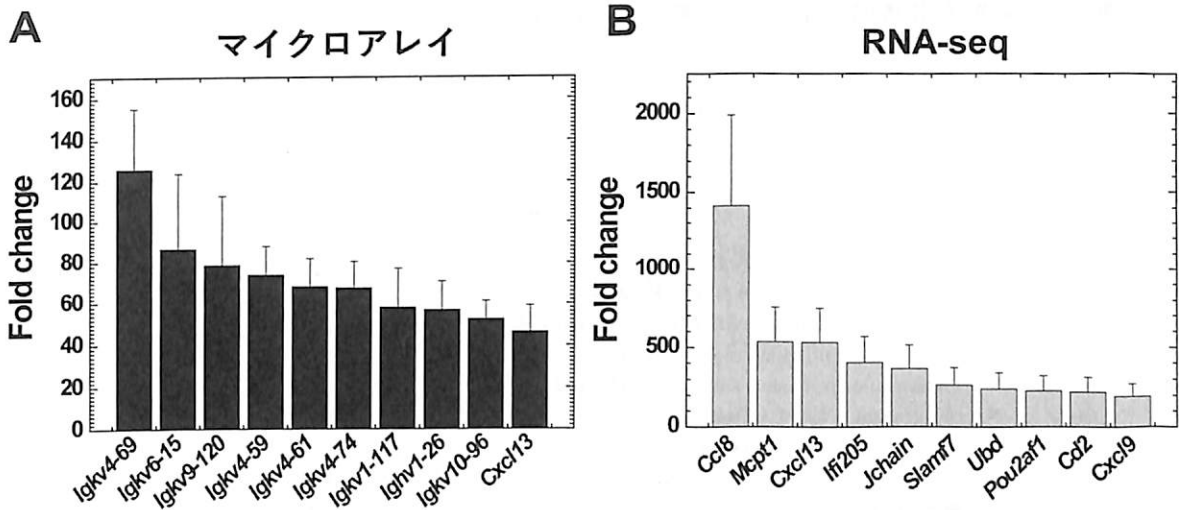 A
マイクロアレイ
Fold change
160
140
120
100
80
60
40
20
0
Igkv4-69
Igkv6-15
Igkv9-120
Igkv4-59
Igkv4-61
Igkv4-74
Igkv1-117
Ighv1-26
Igkv10-96
Cxcl13
B
RNA-seq
Fold change
2000
1500
1000
500
0
Ccl8
Mcpt1
Cxcl13
Ifi205
Jchain
Slamf7
Ubd
Pou2af1
Cd2
Cxcl9